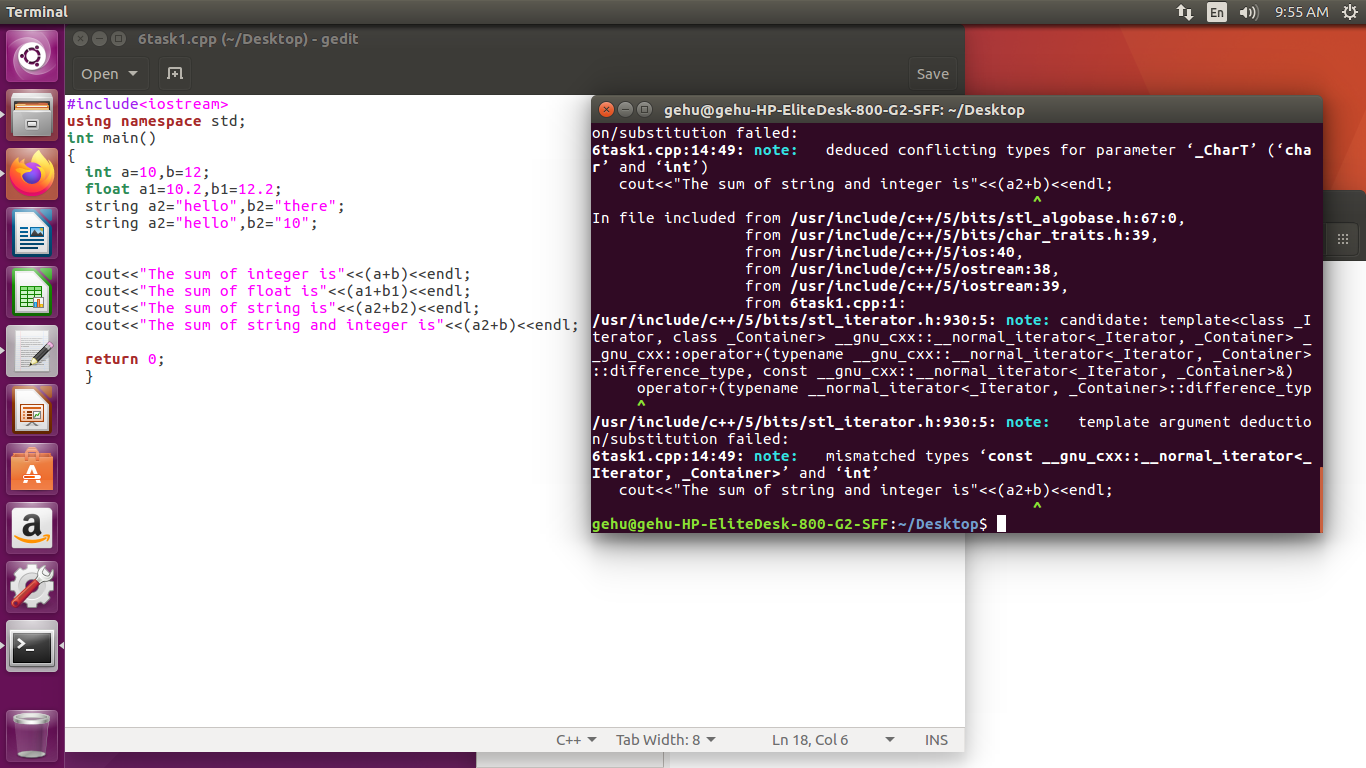 Terminal
En
9:55 AM
6task1.cpp (~/Desktop) - gedit
Open
Save
#include<iostream>
using namespace std;
int main()
{
  int a=10,b=12;
  float a1=10.2,b1=12.2;
  string a2="hello",b2="there";
  string a2="hello",b2="10";
  cout<<"The sum of integer is"<<(a+b)<<endl;
  cout<<"The sum of float is"<<(a1+b1)<<endl;
  cout<<"The sum of string is"<<(a2+b2)<<endl;
  cout<<"The sum of string and integer is"<<(a2+b)<<endl;
  return 0;
  }
C++
Tab Width: 8
Ln 18, Col 6
INS
gehu@gehu-HP-EliteDesk-800-G2-SFF: ~/Desktop
on/substitution failed:
6task1.cpp:14:49: note:   deduced conflicting types for parameter ‘_CharT’ (‘cha
r’ and ‘int’)
   cout<<"The sum of string and integer is"<<(a2+b)<<endl;
                                                 ^
In file included from /usr/include/c++/5/bits/stl_algobase.h:67:0,
                 from /usr/include/c++/5/bits/char_traits.h:39,
                 from /usr/include/c++/5/ios:40,
                 from /usr/include/c++/5/ostream:38,
                 from /usr/include/c++/5/iostream:39,
                 from 6task1.cpp:1:
/usr/include/c++/5/bits/stl_iterator.h:930:5: note: candidate: template<class _I
terator, class _Container> __gnu_cxx::__normal_iterator<_Iterator, _Container> _
_gnu_cxx::operator+(typename __gnu_cxx::__normal_iterator<_Iterator, _Container>
::difference_type, const __gnu_cxx::__normal_iterator<_Iterator, _Container>&)
     operator+(typename __normal_iterator<_Iterator, _Container>::difference_typ
     ^
/usr/include/c++/5/bits/stl_iterator.h:930:5: note:   template argument deductio
n/substitution failed:
6task1.cpp:14:49: note:   mismatched types ‘const __gnu_cxx::__normal_iterator<_
Iterator, _Container>’ and ‘int’
   cout<<"The sum of string and integer is"<<(a2+b)<<endl;
                                                 ^
gehu@gehu-HP-EliteDesk-800-G2-SFF:~/Desktop$